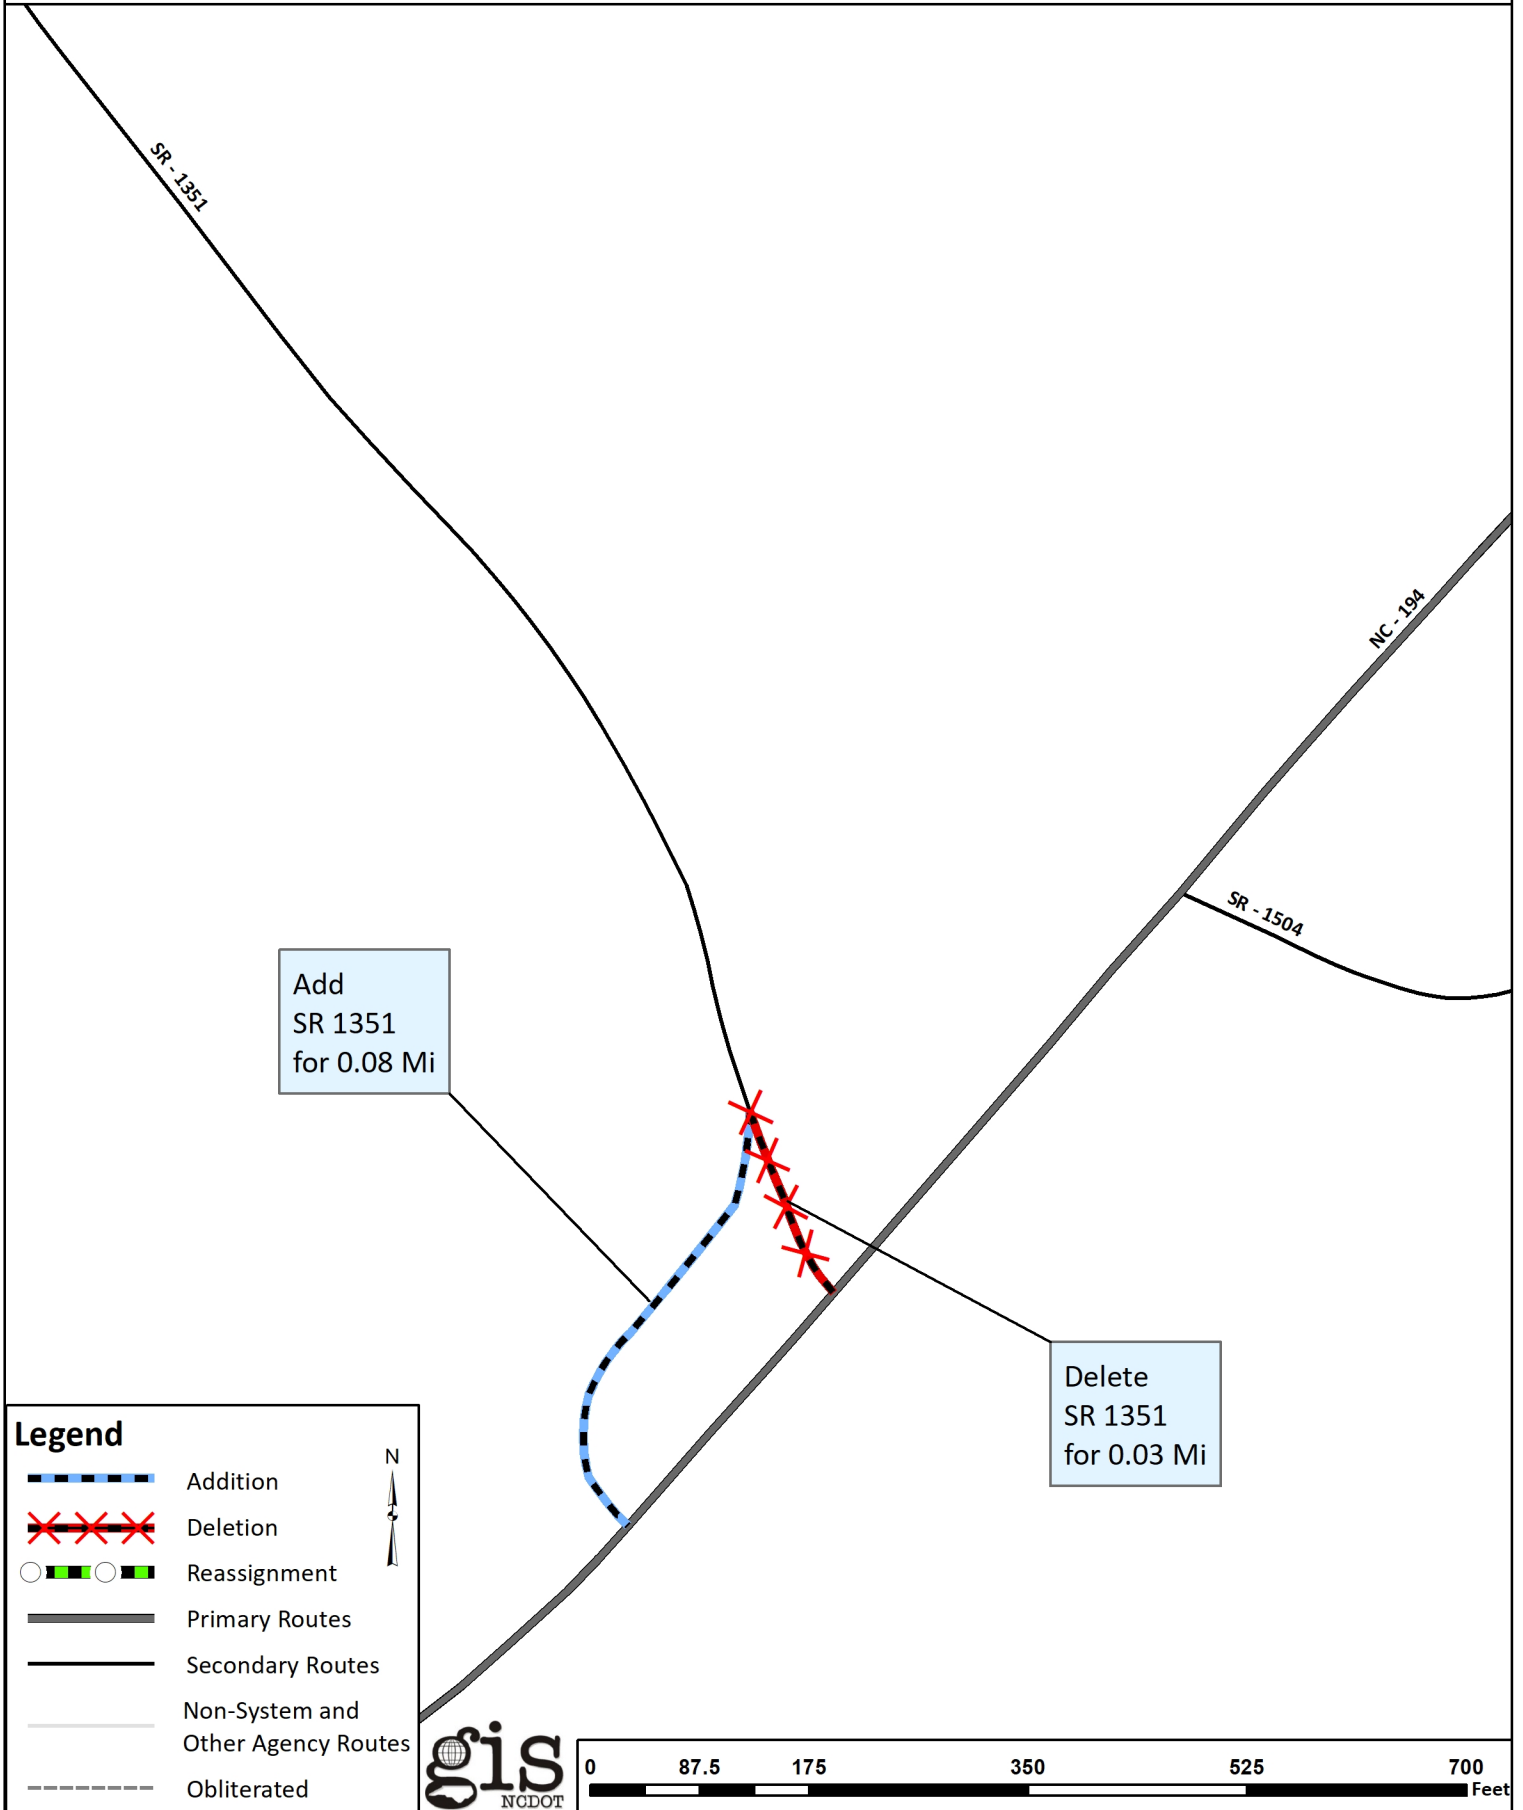 SR - 1351
NC - 194
SR - 1504
Add
SR 1351
for 0.08 Mi
Delete
SR 1351
for 0.03 Mi
Legend
N
Addition
Deletion
Reassignment
Primary Routes
Secondary Routes
Non-System and
Other Agency Routes
Obliterated
gis
NCDOT
0 87.5 175 350 525 700
Feet